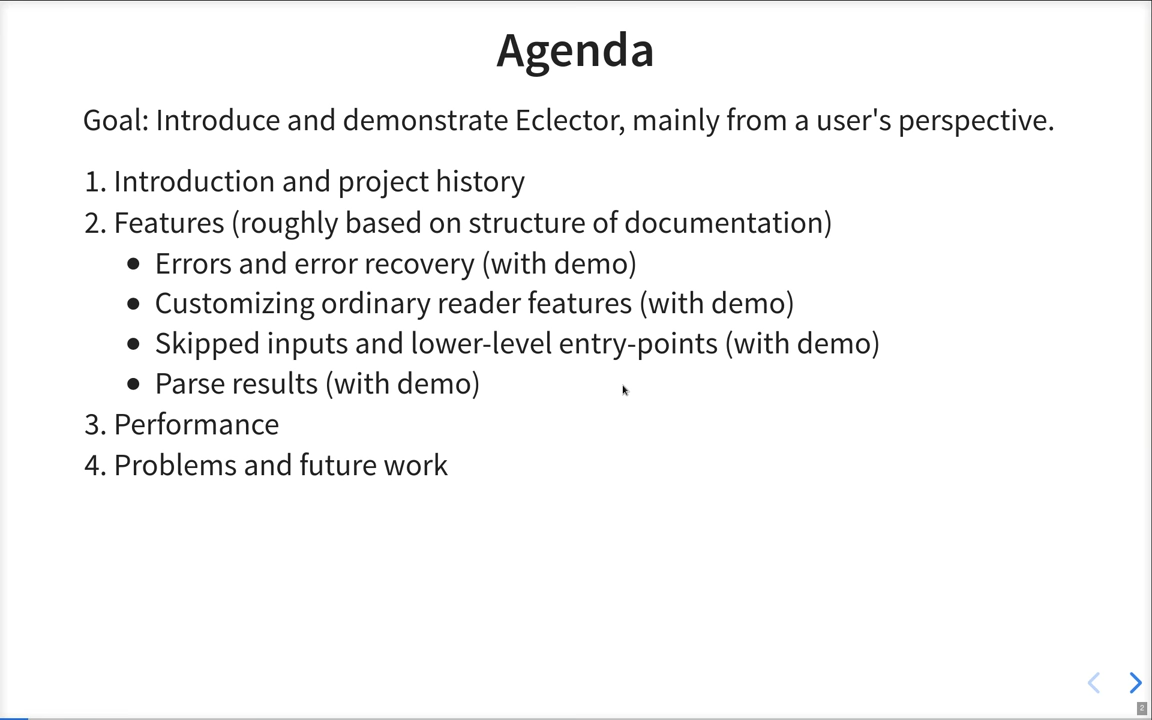 Agenda
Goal: Introduce and demonstrate Eclector, mainly from a user's perspective.
1. Introduction and project history
2. Features (roughly based on structure of documentation)
● Errors and error recovery (with demo)
● Customizing ordinary reader features (with demo)
● Skipped inputs and lower-level entry-points (with demo)
● Parse results (with demo)
3. Performance
4. Problems and future work
2